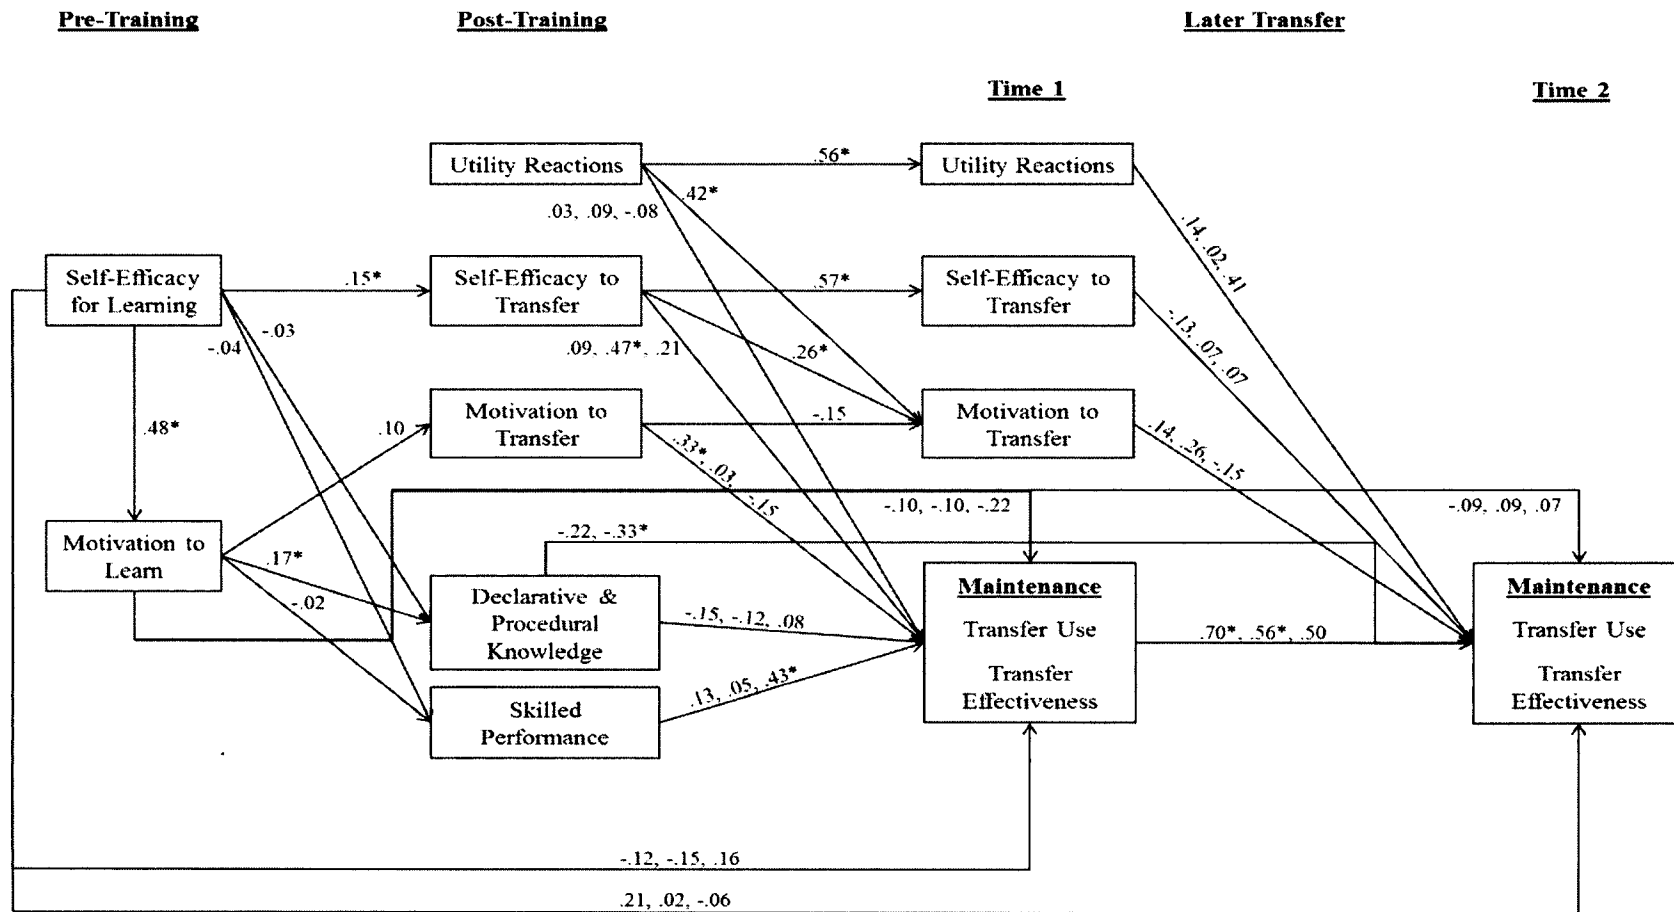 Pre-Training
Post-Training
Later Transfer
Time 1
Time 2
Utility Reactions
.56*
Utility Reactions
.42*
.03, .09, -.08
.14, .02, .41
Self-Efficacy
for Learning
.15*
Self-Efficacy to
Transfer
.57*
Self-Efficacy to
Transfer
-.03
-.04
.09, .47*, .21
.26*
-.13, .07, .07
.48*
.10
Motivation to
Transfer
-.15
Motivation to
Transfer
.33*, .03, -.15
.14, .26, -.15
-.10, -.10, -.22
-.09, .09, .07
Motivation to
Learn
.17*
-.02
-.22, -.33*
Declarative &
Procedural
Knowledge
-.15, -.12, .08
Maintenance
Transfer Use
Transfer
Effectiveness
.70*, .56*, .50
Maintenance
Transfer Use
Transfer
Effectiveness
Skilled
Performance
.13, .05, .43*
-.12, -.15, .16
.21, .02, -.06